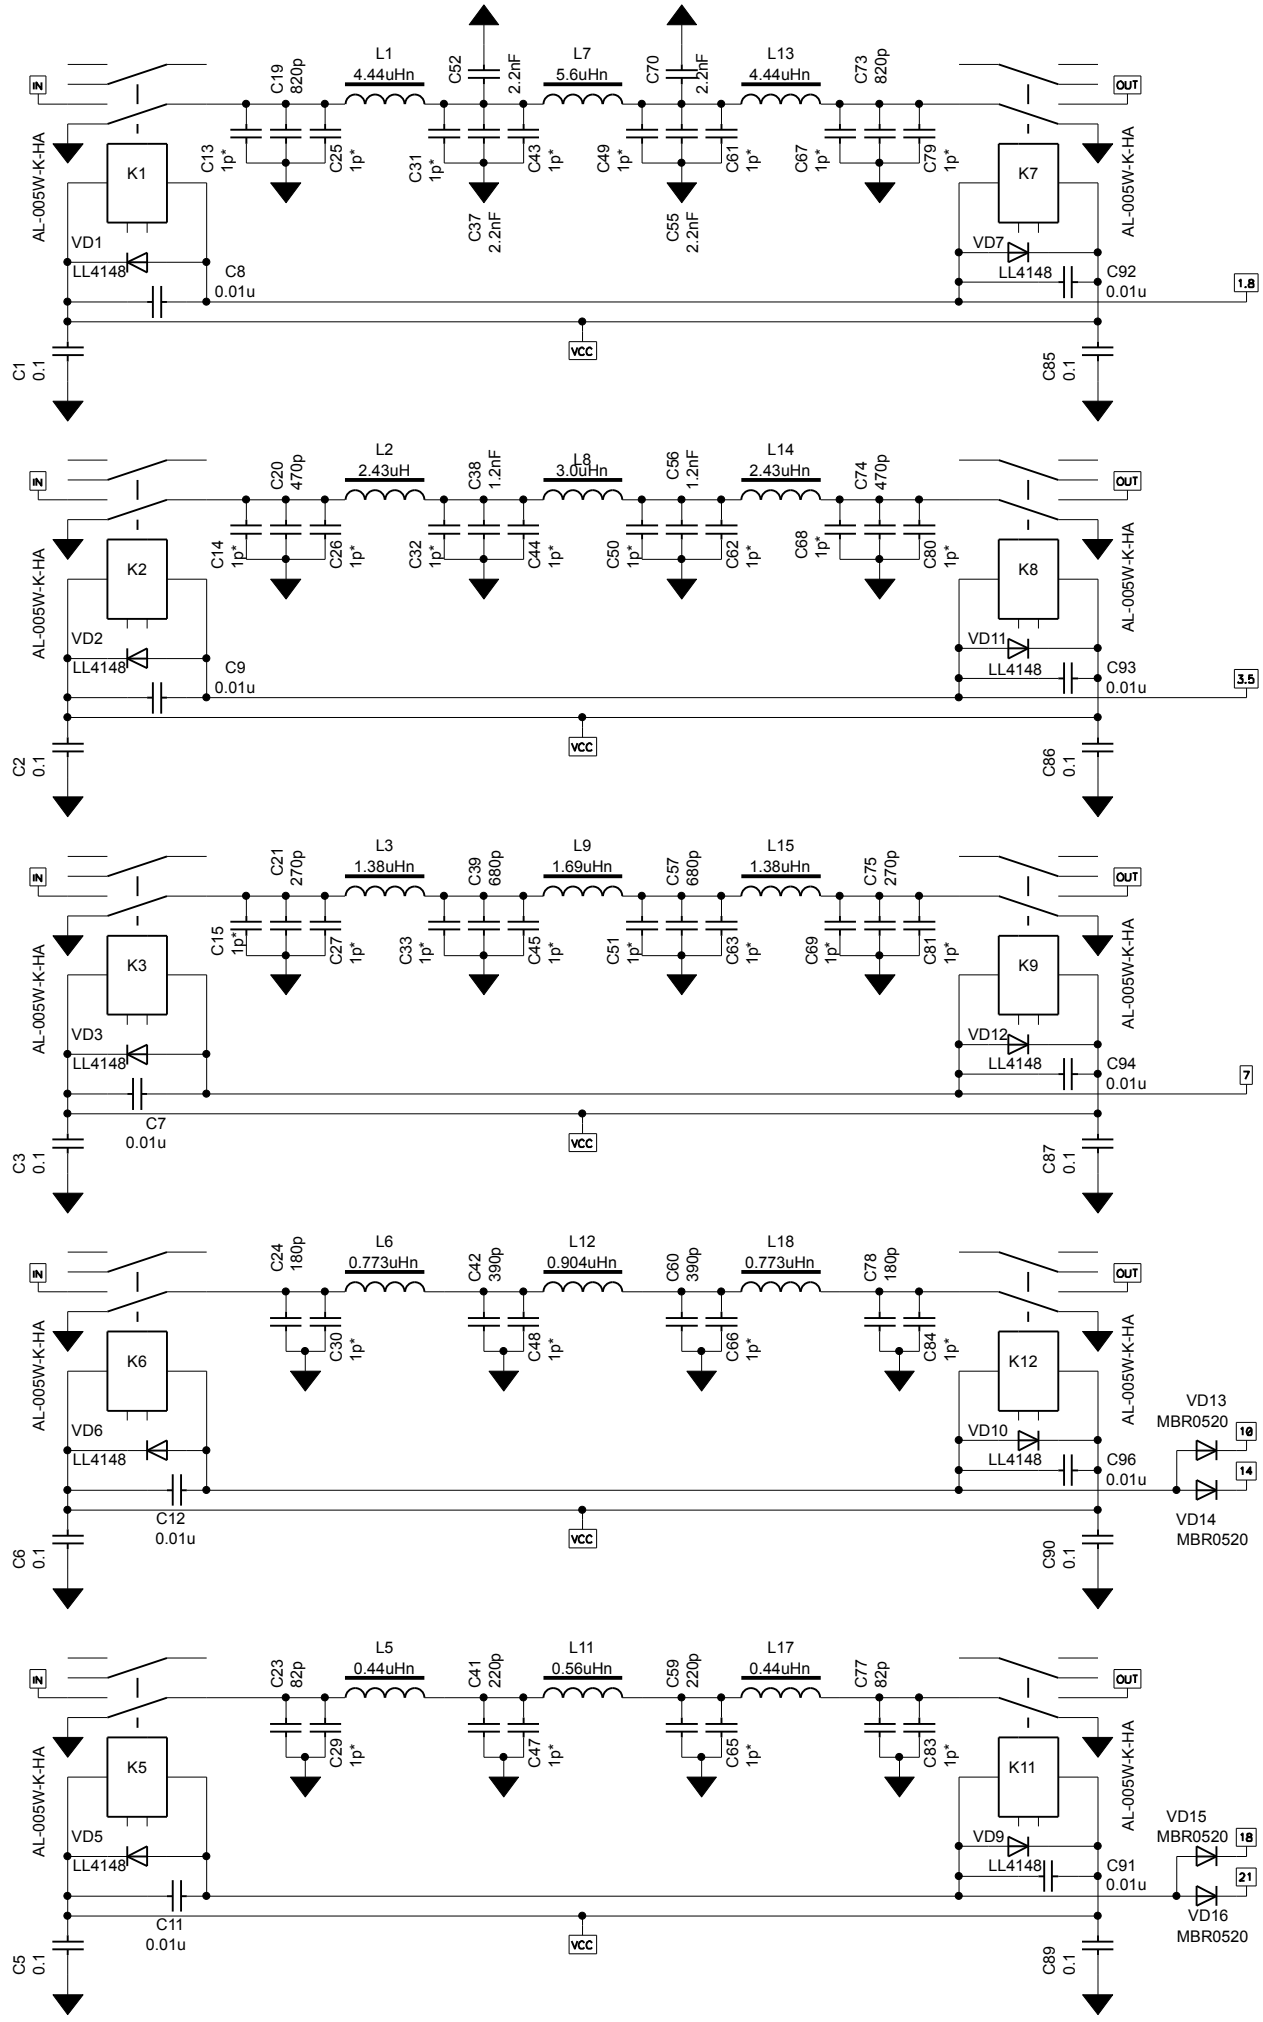 IN
AL-005W-K-HA
K1
VD1
LL4148
C8
0.01u
C1
0.1
C13
1p*
C19
820p
C25
1p*
L1
4.44uHn
C31
1p*
C52
2.2nF
C37
2.2nF
C43
1p*
L7
5.6uHn
C49
1p*
C70
2.2nF
C55
2.2nF
C61
1p*
L13
4.44uHn
C67
1p*
C73
820p
C79
1p*
OUT
AL-005W-K-HA
K7
VD7
LL4148
C92
0.01u
1.8
VCC
C85
0.1
IN
AL-005W-K-HA
K2
VD2
LL4148
C9
0.01u
C2
0.1
C14
1p*
C20
470p
C26
1p*
L2
2.43uH
C32
1p*
C38
1.2nF
C44
1p*
L8
3.0uHn
C50
1p*
C56
1.2nF
C62
1p*
L14
2.43uHn
C68
1p*
C74
470p
C80
1p*
OUT
AL-005W-K-HA
K8
VD11
LL4148
C93
0.01u
3.5
VCC
C86
0.1
IN
AL-005W-K-HA
K3
VD3
LL4148
C7
0.01u
C3
0.1
C15
1p*
C21
270p
C27
1p*
L3
1.38uHn
C33
1p*
C39
680p
C45
1p*
L9
1.69uHn
C51
1p*
C57
680p
C63
1p*
L15
1.38uHn
C69
1p*
C75
270p
C81
1p*
OUT
AL-005W-K-HA
K9
VD12
LL4148
C94
0.01u
7
VCC
C87
0.1
IN
AL-005W-K-HA
K6
VD6
LL4148
C12
0.01u
C6
0.1
C24
180p
C30
1p*
L6
0.773uHn
C42
390p
C48
1p*
L12
0.904uHn
C60
390p
C66
1p*
L18
0.773uHn
C78
180p
C84
1p*
OUT
AL-005W-K-HA
K12
VD10
LL4148
C96
0.01u
VD13
MBR0520
10
14
VD14
MBR0520
VCC
C90
0.1
IN
AL-005W-K-HA
K5
VD5
LL4148
C11
0.01u
C5
0.1
C23
82p
C29
1p*
L5
0.44uHn
C41
220p
C47
1p*
L11
0.56uHn
C59
220p
C65
1p*
L17
0.44uHn
C77
82p
C83
1p*
OUT
AL-005W-K-HA
K11
VD9
LL4148
C91
0.01u
VD15
MBR0520
18
21
VD16
MBR0520
VCC
C89
0.1